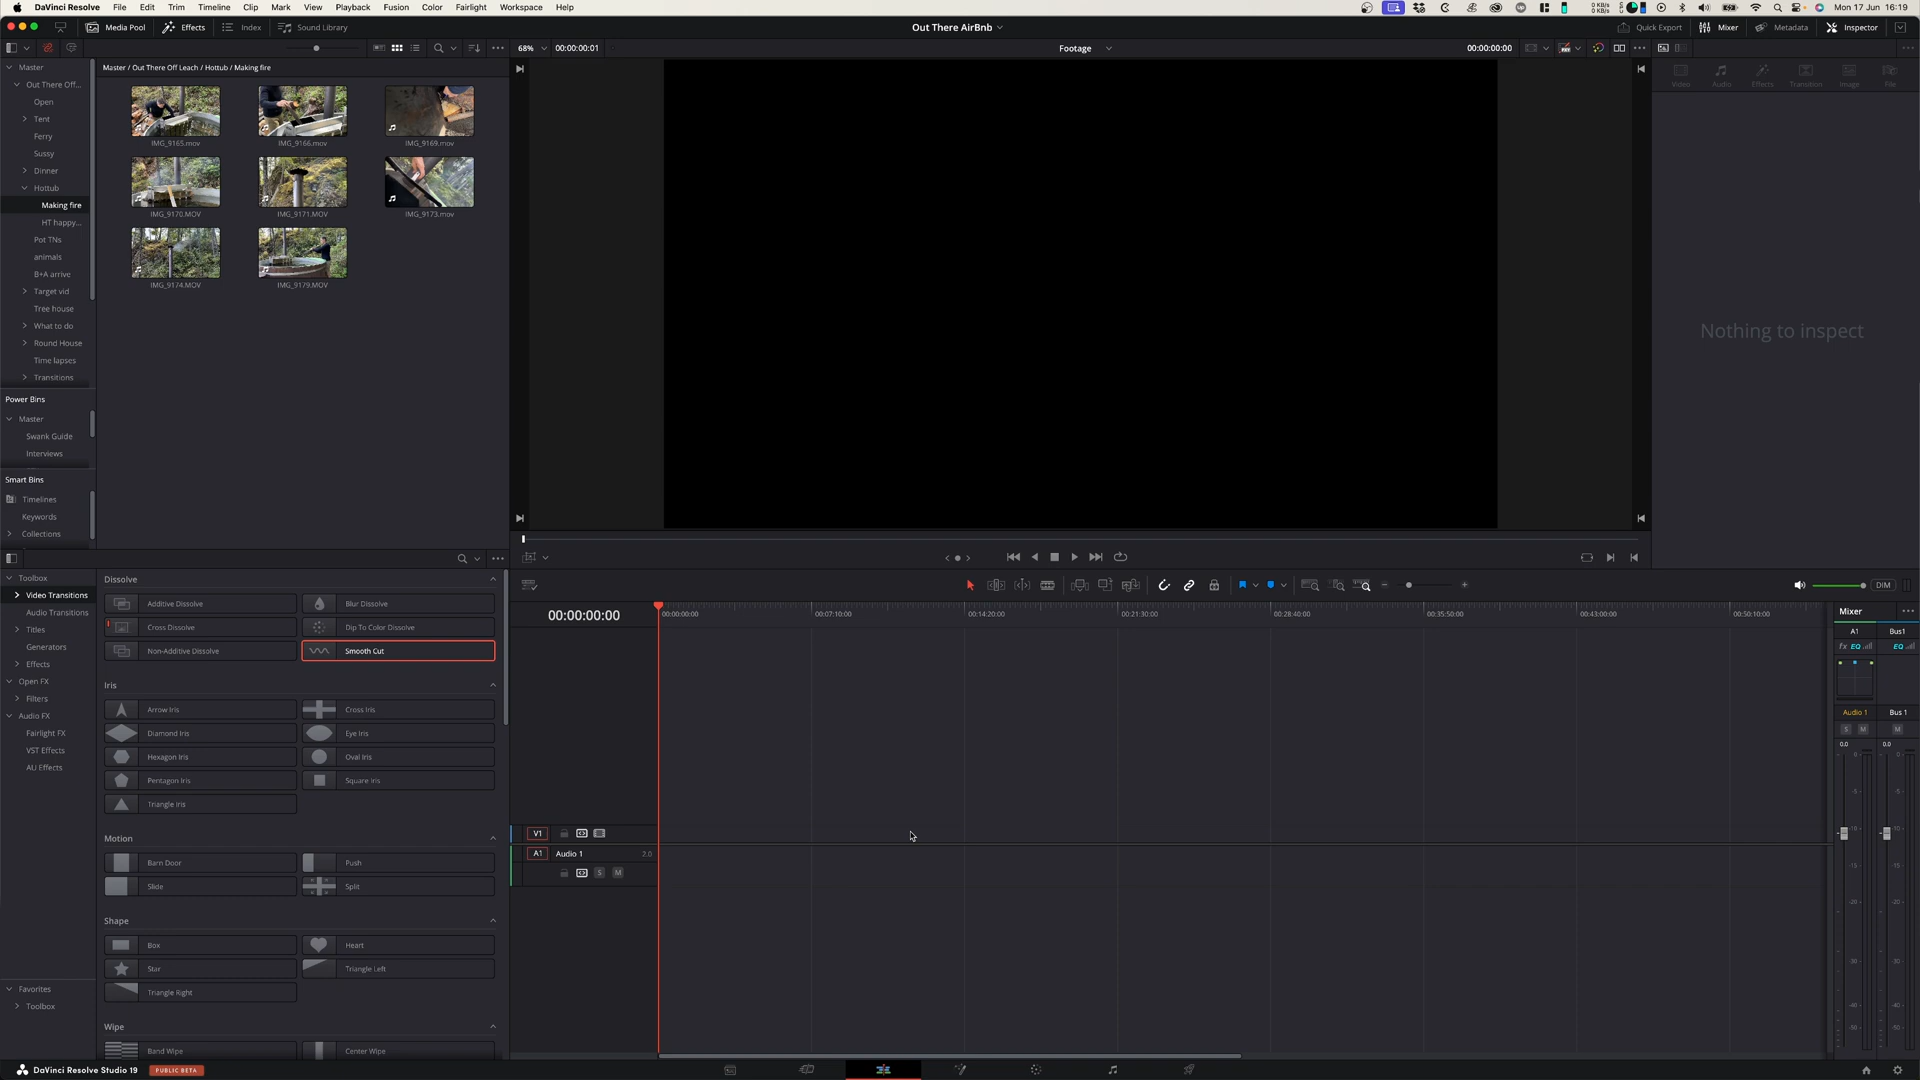 DaVinci Resolve File Edit Trim Timeline Clip Mark View Playback Fusion Color Fairlight Workspace Help
Mon 17 Jun 16:19
Media Pool Effects Index Sound Library
Out There AirBnb
Quick Export Mixer Metadata Inspector
68% 00:00:00:01
Footage
00:00:00:00
Master
Out There Off...
Open
Tent
Ferry
Sussy
Dinner
Hottub
Making fire
HT happy...
Pot TNs
animals
B+A arrive
Target vid
Tree house
What to do
Round House
Time lapses
Transitions
Master / Out There Off Leach / Hottub / Making fire
IMG_9165.mov
IMG_9166.mov
IMG_9169.mov
IMG_9170.MOV
IMG_9171.MOV
IMG_9173.mov
IMG_9174.MOV
IMG_9179.MOV
Video Audio Effects Transition Image File
Nothing to inspect
Power Bins
Master
Swank Guide
Interviews
Smart Bins
Timelines
Keywords
Collections
Toolbox
Video Transitions
Audio Transitions
Titles
Generators
Effects
Open FX
Filters
Audio FX
Fairlight FX
VST Effects
AU Effects
Favorites
Toolbox
Dissolve
Additive Dissolve
Blur Dissolve
Cross Dissolve
Dip To Color Dissolve
Non-Additive Dissolve
Smooth Cut
Iris
Arrow Iris
Cross Iris
Diamond Iris
Eye Iris
Hexagon Iris
Oval Iris
Pentagon Iris
Square Iris
Triangle Iris
Motion
Barn Door
Push
Slide
Split
Shape
Box
Heart
Star
Triangle Left
Triangle Right
Wipe
Band Wipe
Center Wipe
DIM
00:00:00:00
00:00:00:00 00:07:10:00 00:14:20:00 00:21:30:00 00:28:40:00 00:35:50:00 00:43:00:00 00:50:10:00
V1
A1 Audio 1 2.0
S M
Mixer
A1 Bus1
fx EQ EQ
Audio 1 Bus 1
S M M
0.0 0.0
DaVinci Resolve Studio 19 PUBLIC BETA